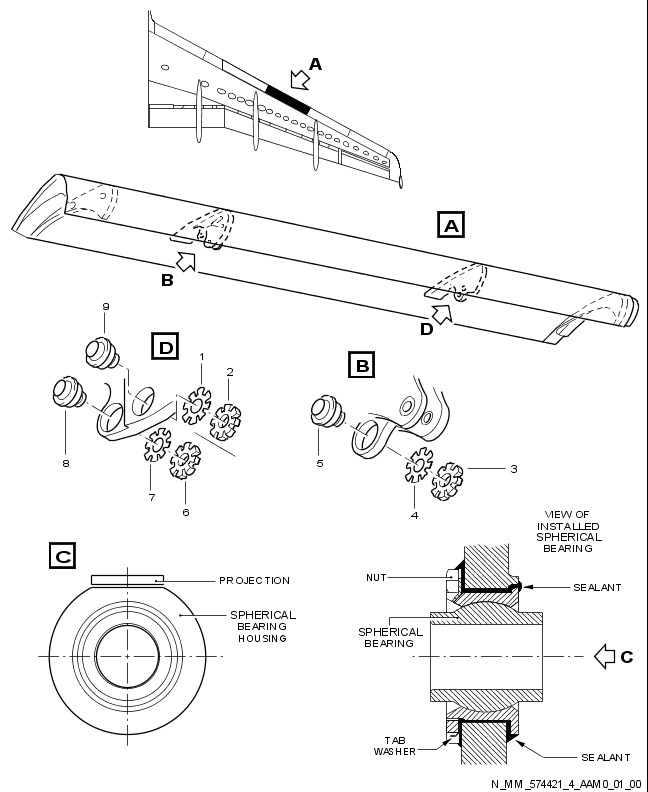 A
A
B
D
9
D
1
2
B
8
7
6
5
4
3
C
PROJECTION
SPHERICAL
BEARING
HOUSING
VIEW OF
INSTALLED
SPHERICAL
BEARING
NUT
SEALANT
SPHERICAL
BEARING
C
TAB
WASHER
SEALANT
N_MM_574421_4_AAM0_01_00